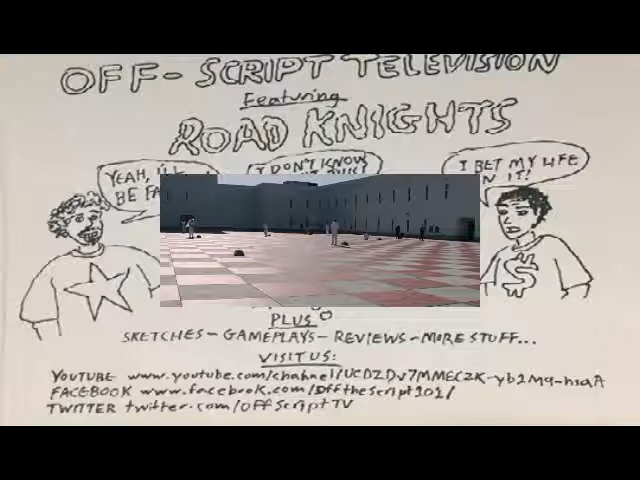 OFF-SCRIPT TELEVISION
Featuring
ROAD KNIGHTS
YEAH, I'LL
BE FA
I DON'T KNOW
I BET MY LIFE
N IT!
PLUS
SKETCHES - GAMEPLAYS - REVIEWS - MORE STUFF...
VISIT US:
YOUTUBE www.youtube.com/channel/UCDZDv7MMECZK-yb2Mq-hsaA
FACEBOOK www.facebook.com/OfftheScript101/
TWITTER twitter.com/OFFScriptTV